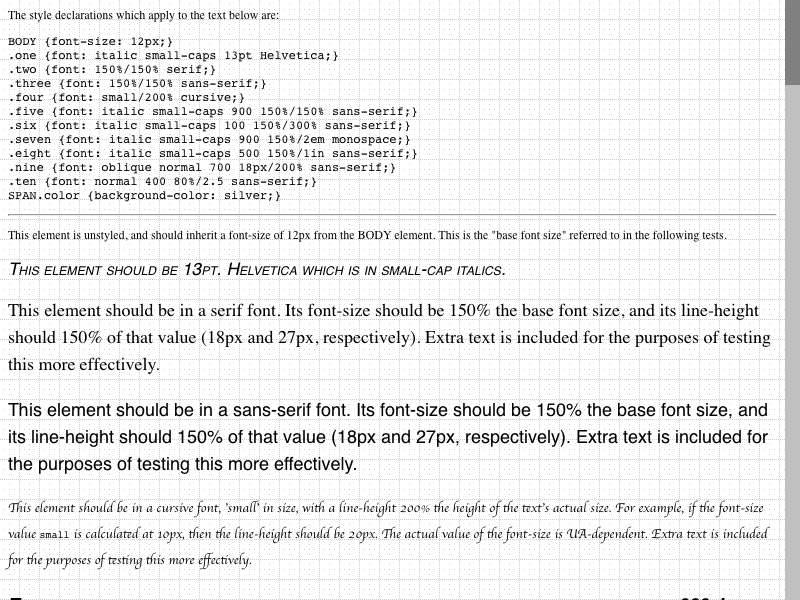 The style declarations which apply to the text below are:
BODY {font-size: 12px;}
.one {font: italic small-caps 13pt Helvetica;}
.two {font: 150%/150% serif;}
.three {font: 150%/150% sans-serif;}
.four {font: small/200% cursive;}
.five {font: italic small-caps 900 150%/150% sans-serif;}
.six {font: italic small-caps 100 150%/300% sans-serif;}
.seven {font: italic small-caps 900 150%/2em monospace;}
.eight {font: italic small-caps 500 150%/1in sans-serif;}
.nine {font: oblique normal 700 18px/200% sans-serif;}
.ten {font: normal 400 80%/2.5 sans-serif;}
SPAN.color {background-color: silver;}
This element is unstyled, and should inherit a font-size of 12px from the BODY element. This is the "base font size" referred to in the following tests.
This element should be 13pt. Helvetica which is in small-cap italics.
This element should be in a serif font. Its font-size should be 150% the base font size, and its line-height
should 150% of that value (18px and 27px, respectively). Extra text is included for the purposes of testing
this more effectively.
This element should be in a sans-serif font. Its font-size should be 150% the base font size, and
its line-height should 150% of that value (18px and 27px, respectively). Extra text is included for
the purposes of testing this more effectively.
This element should be in a cursive font, 'small' in size, with a line-height 200% the height of the text's actual size. For example, if the font-size
value small is calculated at 10px, then the line-height should be 20px. The actual value of the font-size is UA-dependent. Extra text is included
for the purposes of testing this more effectively.